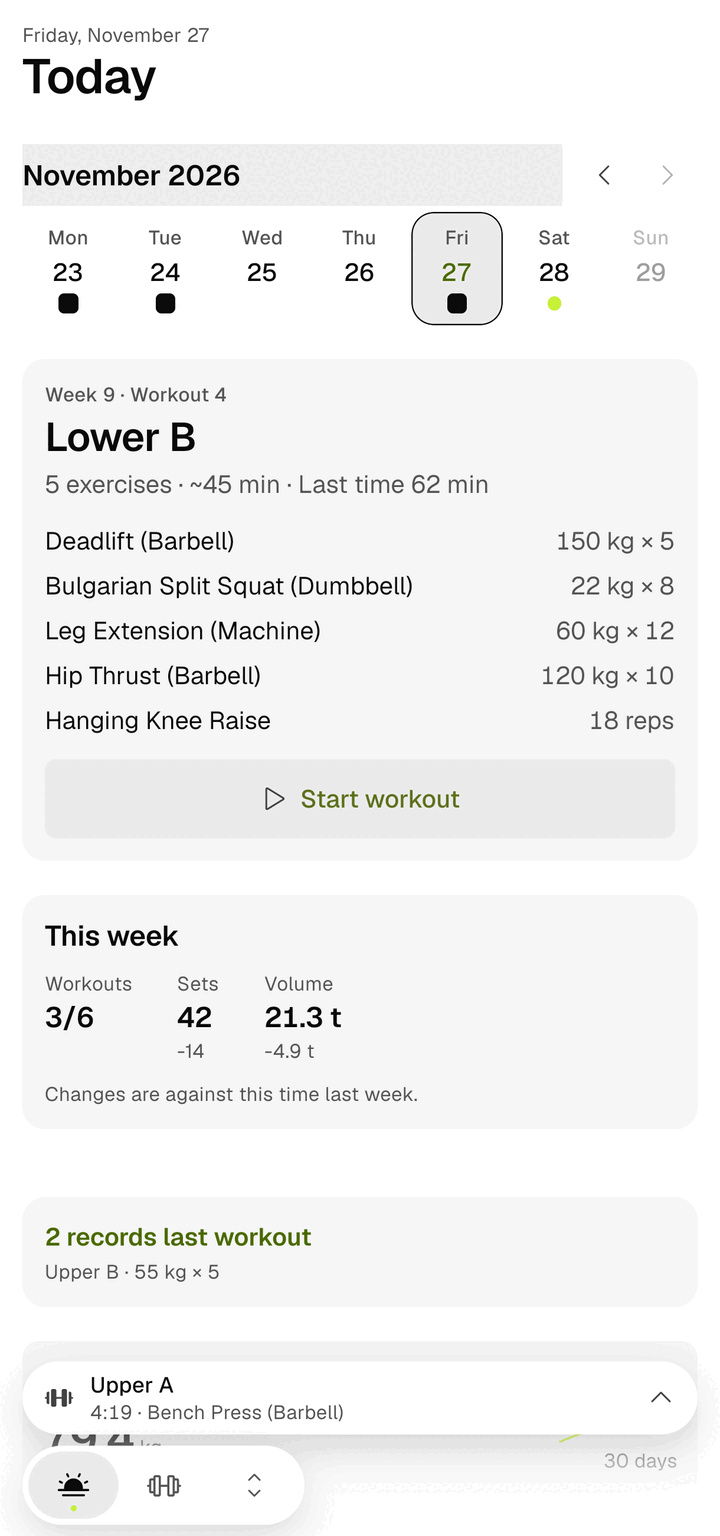 Friday, November 27
Today
November 2026
Mon Tue Wed Thu Fri Sat Sun
23 24 25 26 27 28 29
Week 9 · Workout 4
Lower B
5 exercises · ~45 min · Last time 62 min
Deadlift (Barbell) 150 kg × 5
Bulgarian Split Squat (Dumbbell) 22 kg × 8
Leg Extension (Machine) 60 kg × 12
Hip Thrust (Barbell) 120 kg × 10
Hanging Knee Raise 18 reps
Start workout
This week
Workouts Sets Volume
3/6 42 21.3 t
-14 -4.9 t
Changes are against this time last week.
2 records last workout
Upper B · 55 kg × 5
Upper A
4:19 · Bench Press (Barbell)
kg
30 days